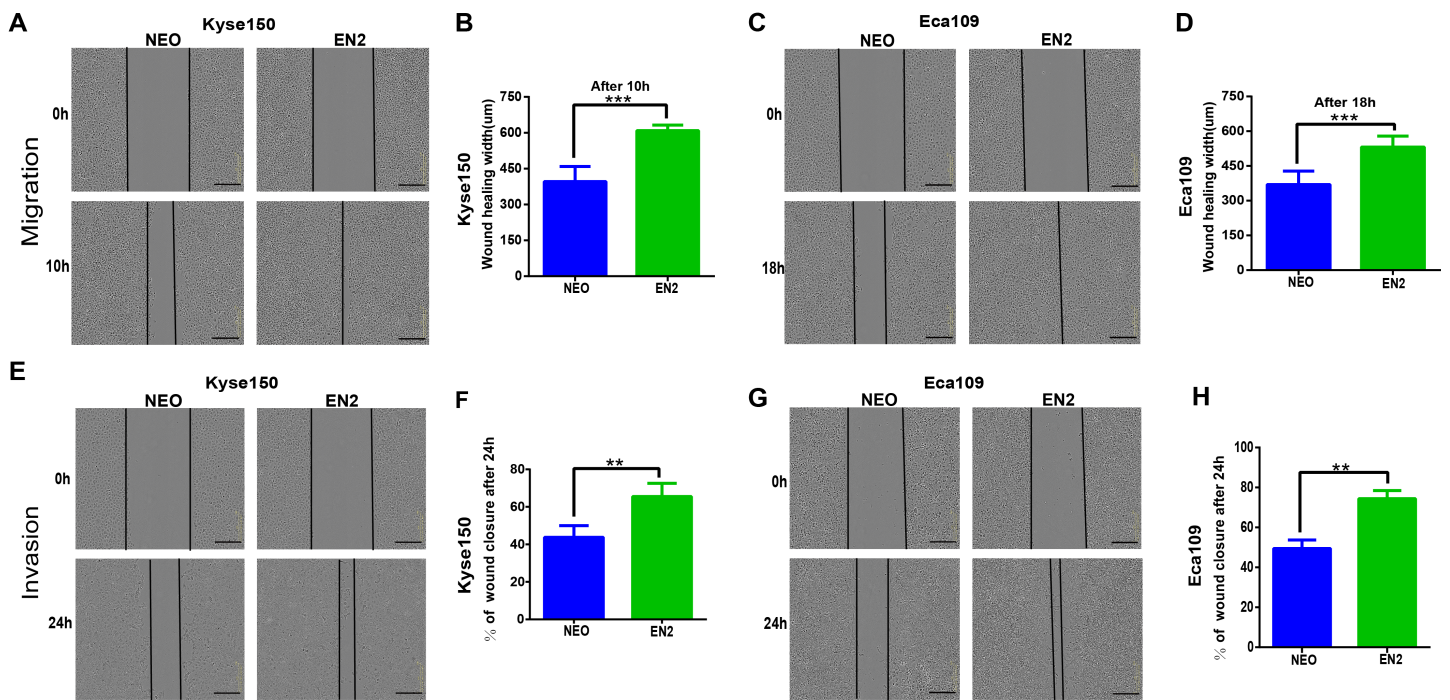 A
Kyse150
NEO
EN2
0h
10h
Migration
B
After 10h
***
Kyse150
Wound healing width(um)
750
600
450
300
150
0
NEO
EN2
C
Eca109
NEO
EN2
0h
18h
D
After 18h
***
Eca109
Wound healing width(um)
750
600
450
300
150
0
NEO
EN2
E
Kyse150
NEO
EN2
0h
24h
Invasion
F
**
Kyse150
% of wound closure after 24h
80
60
40
20
0
NEO
EN2
G
Eca109
NEO
EN2
0h
24h
H
**
Eca109
% of wound closure after 24h
100
80
60
40
20
0
NEO
EN2